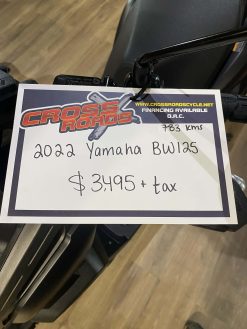 CROSS
ROADS
WWW.CROSSROADSCYCLE.NET
FINANCING AVAILABLE
O.A.C.
783 KMS
2022 Yamaha BW125
$3495 + tax